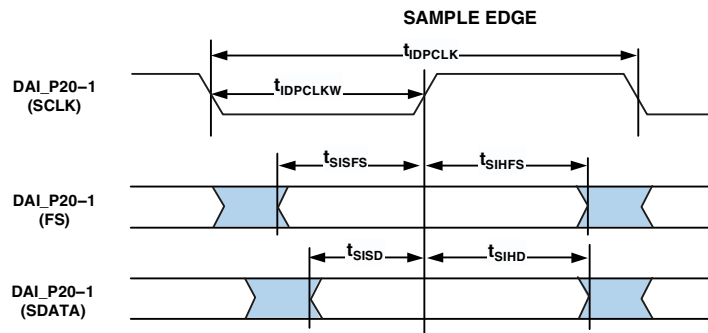 SAMPLE EDGE
tIDPCLK
DAI_P20–1
(SCLK)
tIDPCLKW
tSISFS
tSIHFS
DAI_P20–1
(FS)
tSISD
tSIHD
DAI_P20–1
(SDATA)